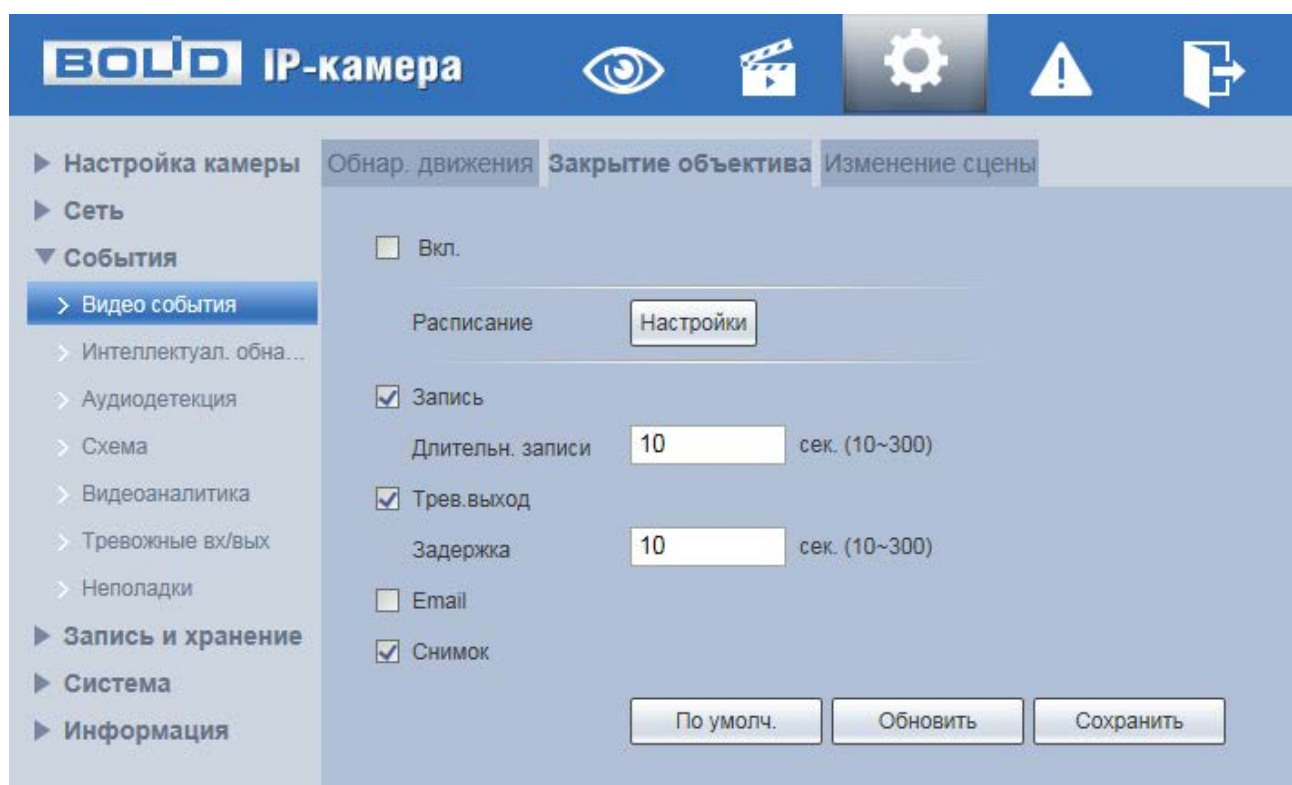 BOLID IP-камера
Настройка камеры
Сеть
События
Видео события
Интеллектуал. обна...
Аудиодетекция
Схема
Видеоаналитика
Тревожные вх/вых
Неполадки
Запись и хранение
Система
Информация
Обнар. движения Закрытие объектива Изменение сцены
Вкл.
Расписание Настройки
Запись
Длительн. записи 10 сек. (10~300)
Трев.выход
Задержка 10 сек. (10~300)
Email
Снимок
По умолч. Обновить Сохранить